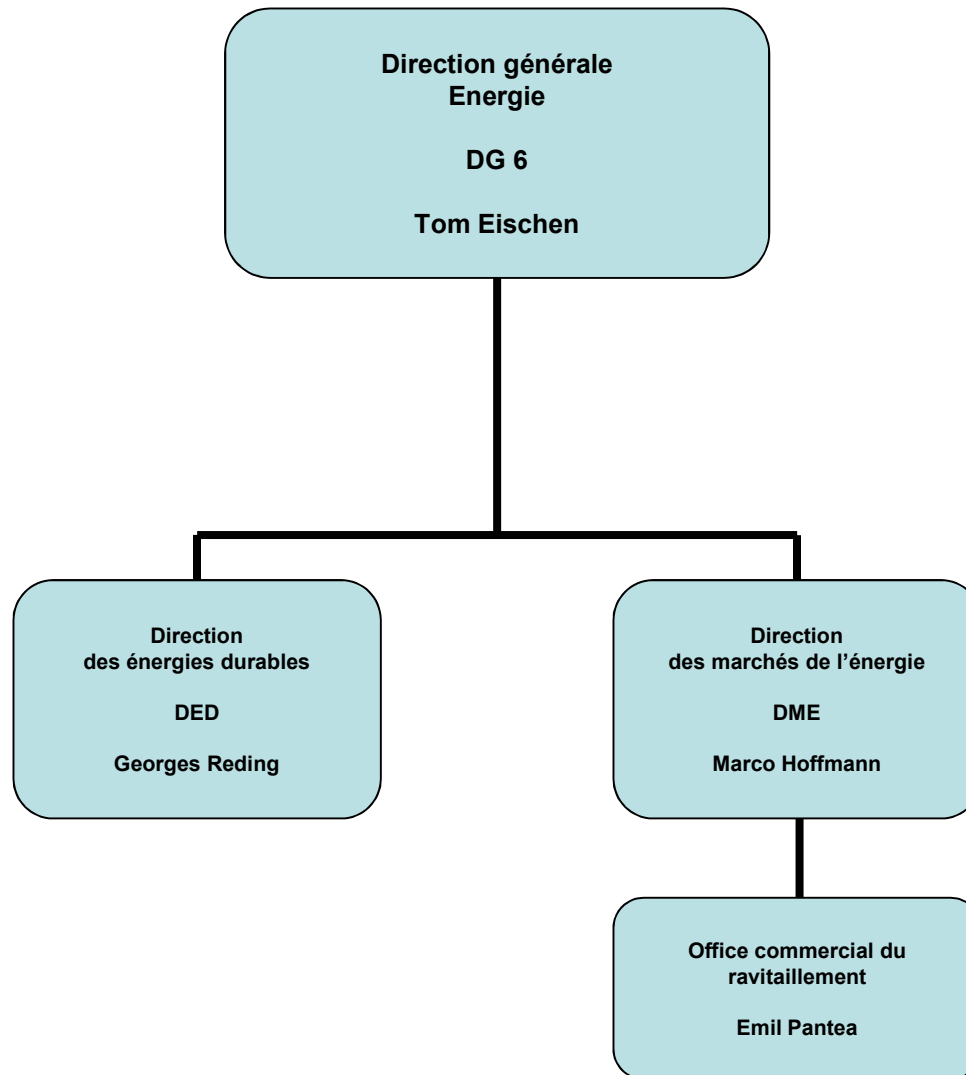 Direction générale
Energie
DG 6
Tom Eischen
Direction
des énergies durables
DED
Georges Reding
Direction
des marchés de l’énergie
DME
Marco Hoffmann
Office commercial du
ravitaillement
Emil Pantea